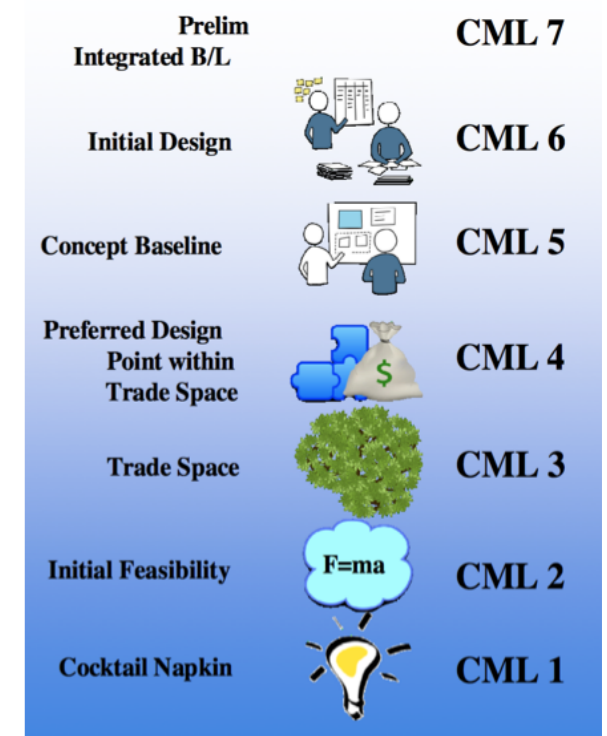 Prelim
Integrated B/L
CML 7
Initial Design
CML 6
Concept Baseline
CML 5
Preferred Design
Point within
Trade Space
$
CML 4
Trade Space
CML 3
Initial Feasibility
F=ma
CML 2
Cocktail Napkin
CML 1